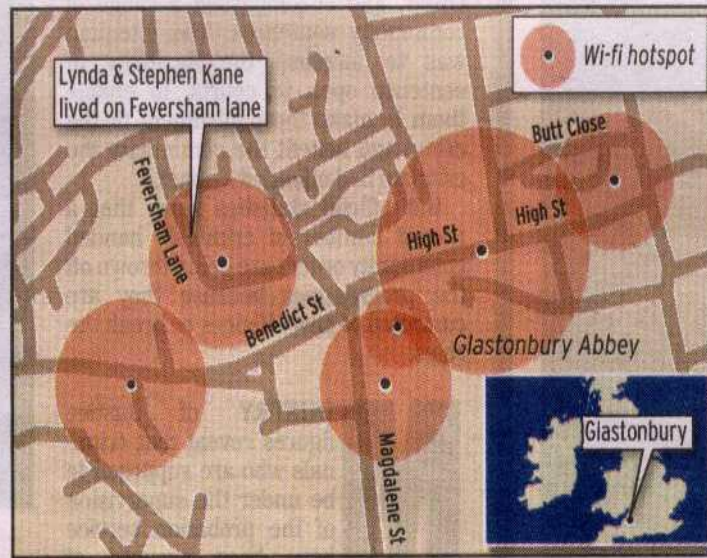 Lynda & Stephen Kane
lived on Feversham lane
Wi-fi hotspot
Butt Close
Feversham Lane
High St
High St
Benedict St
Glastonbury Abbey
Magdalene St
Glastonbury